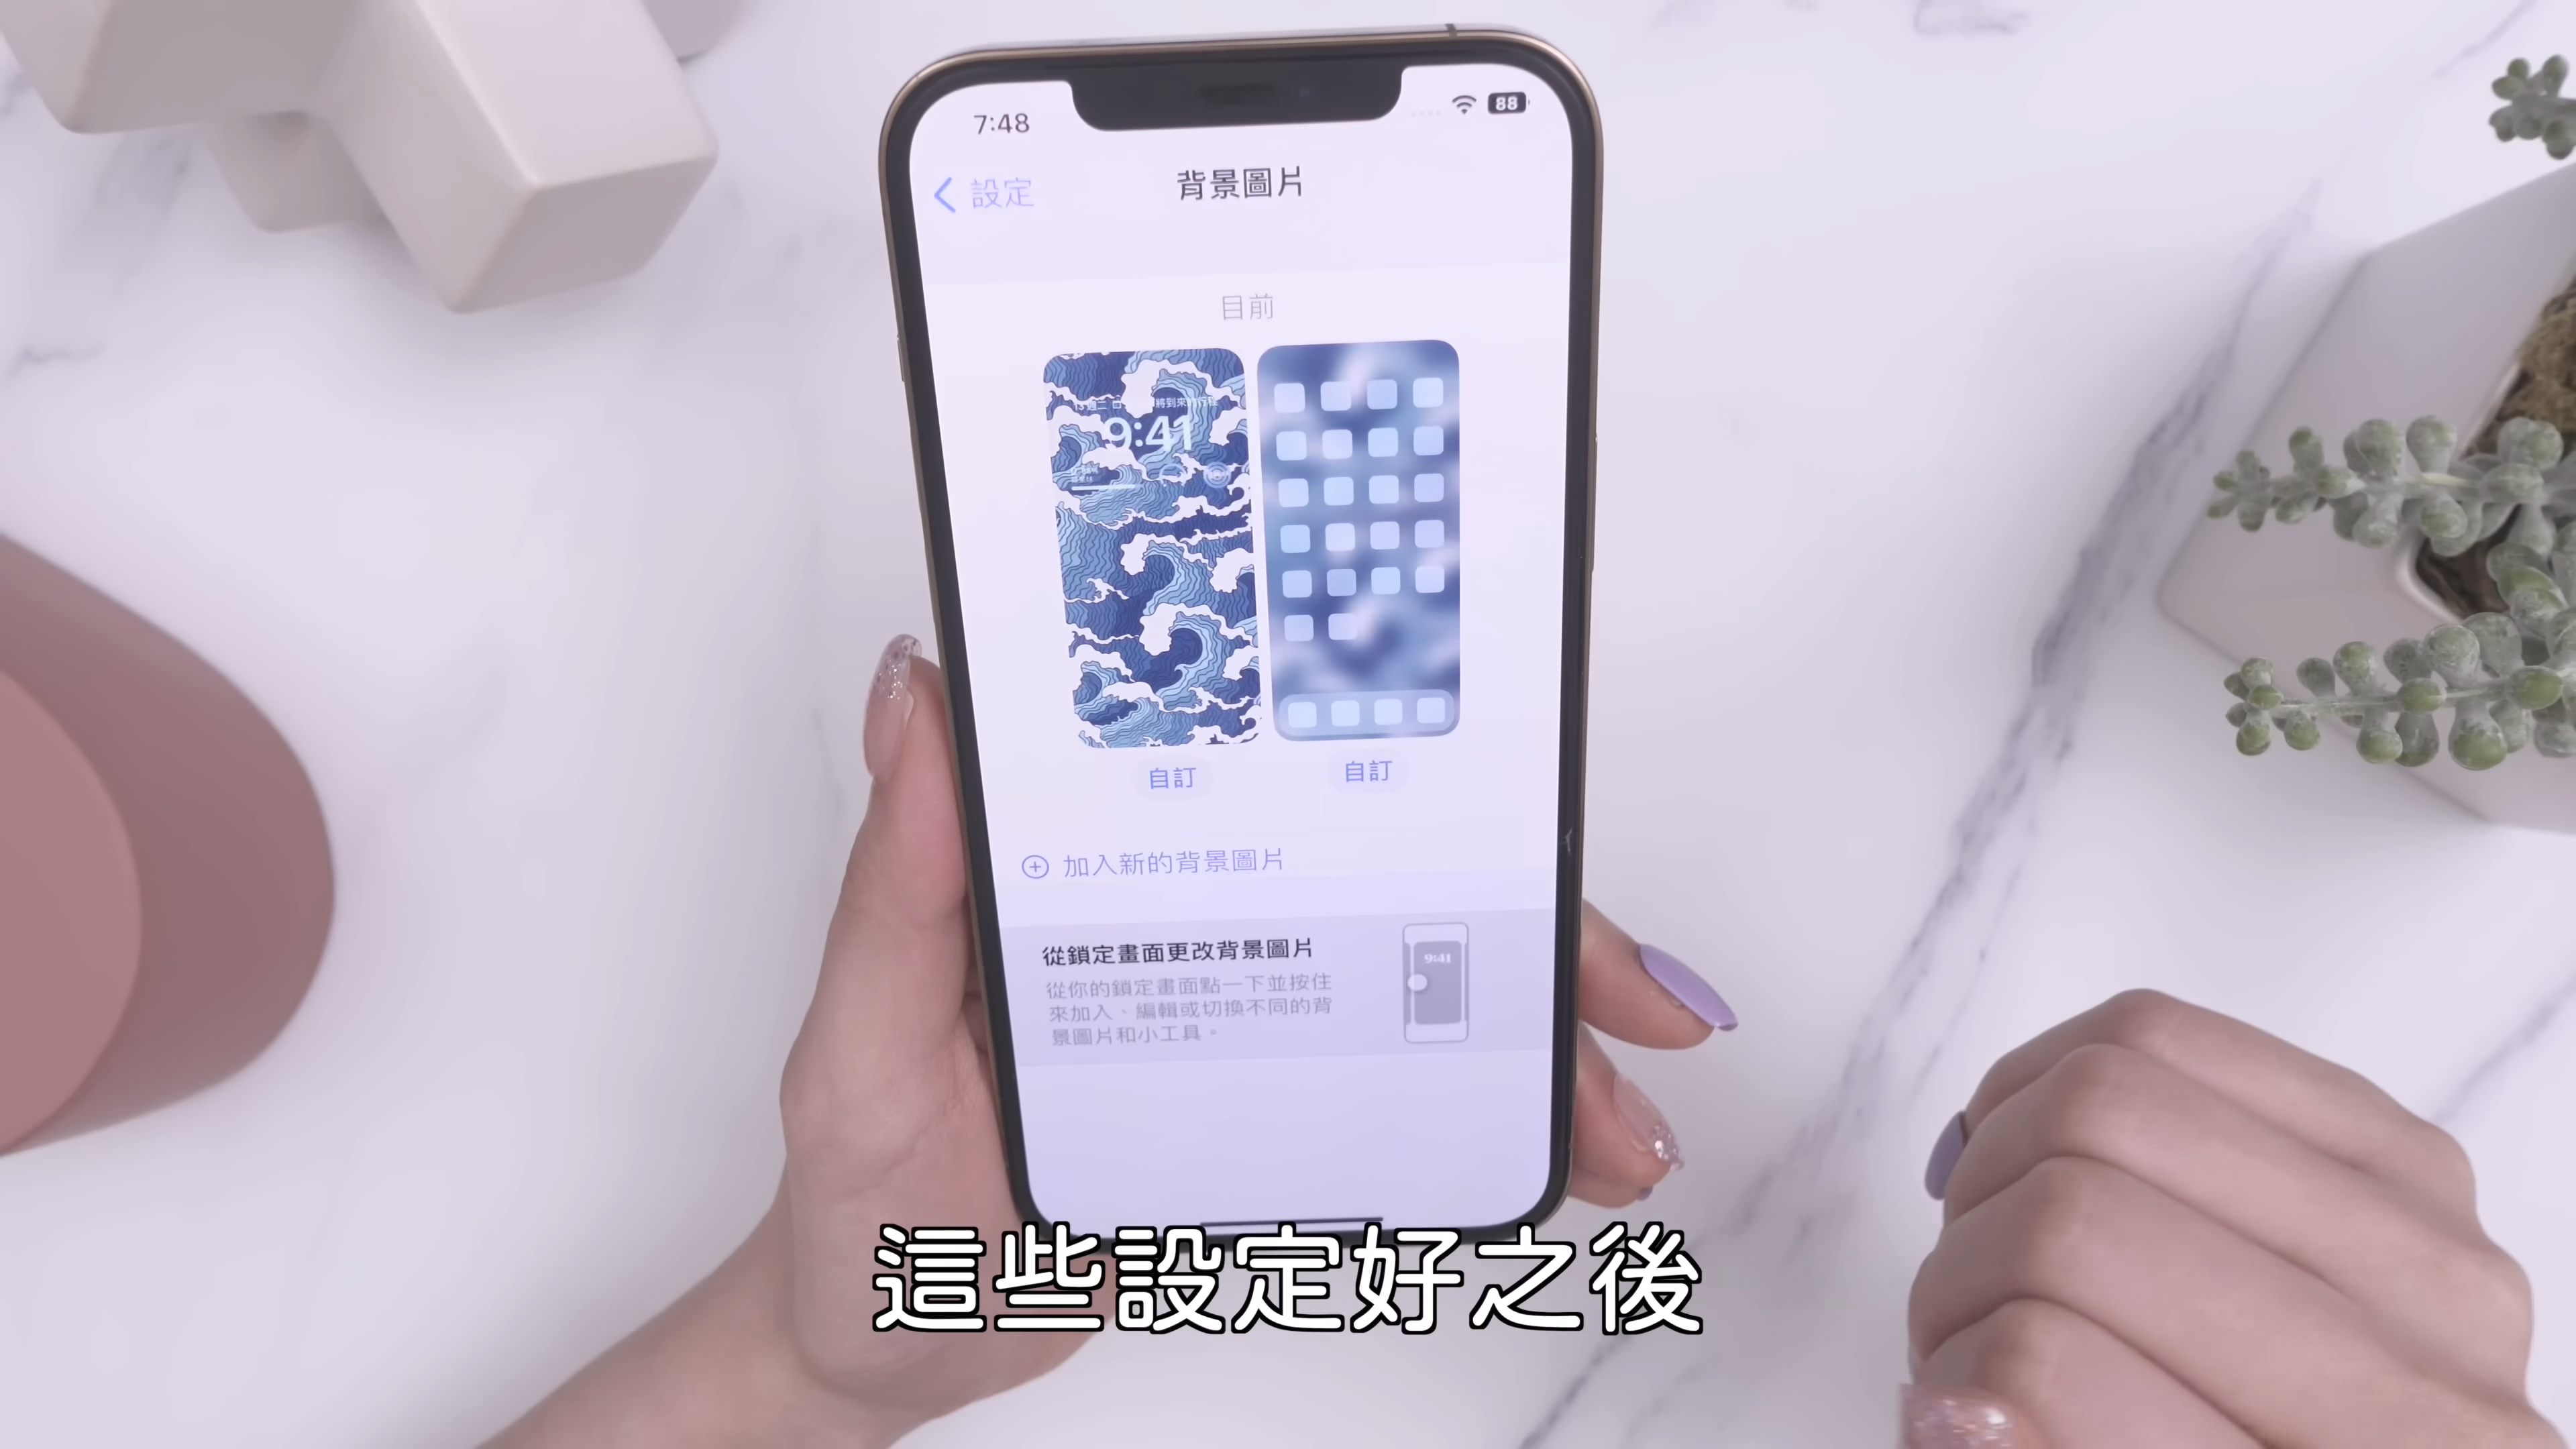 7:48
88
設定
背景圖片
目前
9:41
自訂
自訂
加入新的背景圖片
從鎖定畫面更改背景圖片
從你的鎖定畫面點一下並按住
來加入、編輯或切換不同的背
景圖片和小工具。
9:41
這些設定好之後